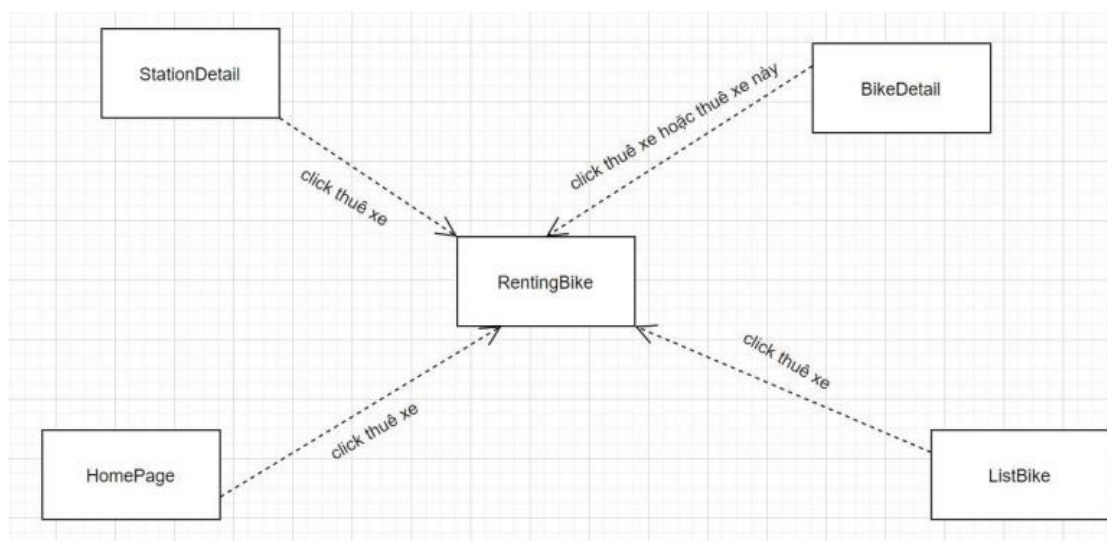 StationDetail
BikeDetail
click thuê xe hoặc thuê xe này
click thuê xe
RentingBike
click thuê xe
click thuê xe
HomePage
ListBike